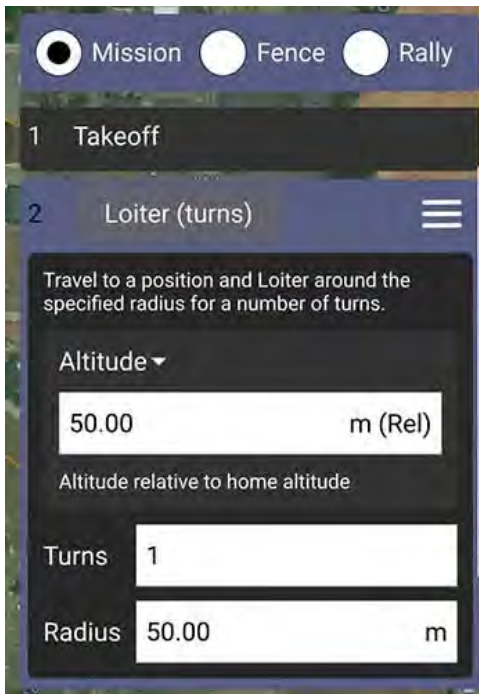 Mission Fence Rally
1 Takeoff
2 Loiter (turns)
Travel to a position and Loiter around the
specified radius for a number of turns.
Altitude
50.00 m (Rel)
Altitude relative to home altitude
Turns 1
Radius 50.00 m